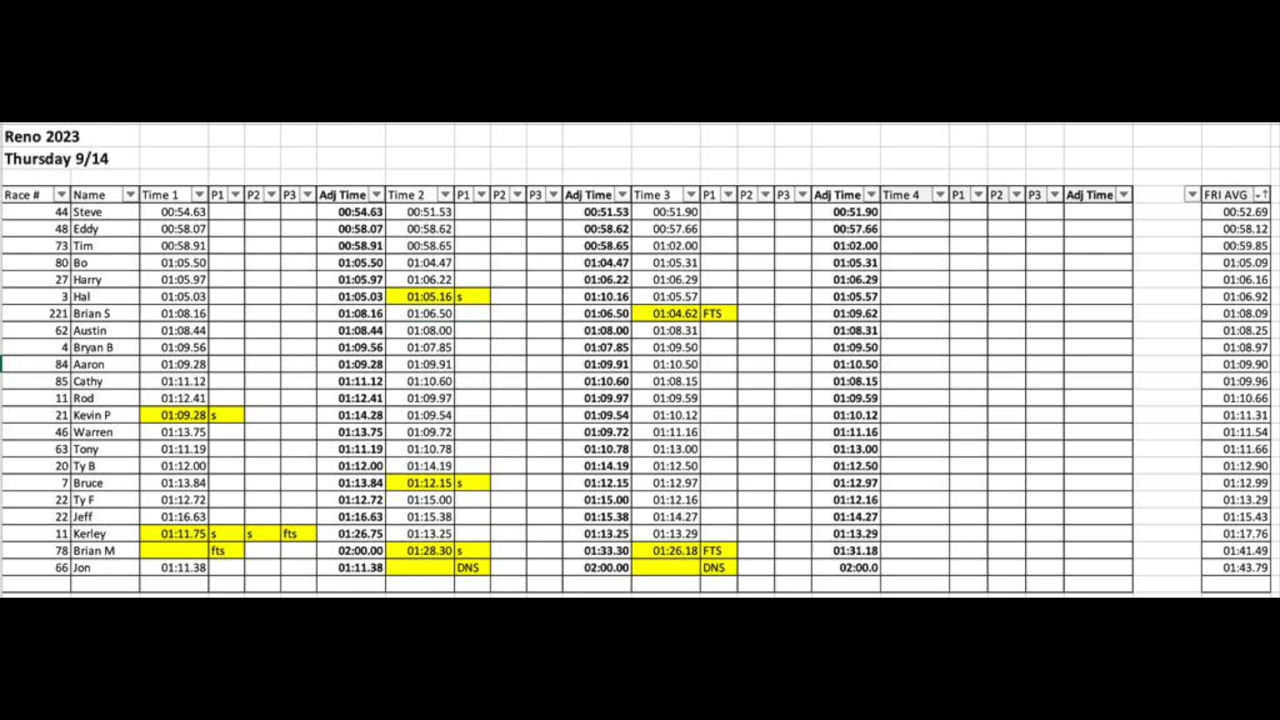 Reno 2023
Thursday 9/14
Race # Name Time 1 P1 P2 P3 Adj Time Time 2 P1 P2 P3 Adj Time Time 3 P1 P2 P3 Adj Time Time 4 P1 P2 P3 Adj Time FRI AVG
44 Steve 00:54.63 00:54.63 00:51.53 00:51.53 00:51.90 00:51.90 00:52.69
48 Eddy 00:58.07 00:58.07 00:58.62 00:58.62 00:57.66 00:57.66 00:58.12
73 Tim 00:58.91 00:58.91 00:58.65 00:58.65 01:02.00 01:02.00 00:59.85
80 Bo 01:05.50 01:05.50 01:04.47 01:04.47 01:05.31 01:05.31 01:05.09
27 Harry 01:05.97 01:05.97 01:06.22 01:06.22 01:06.29 01:06.29 01:06.16
3 Hal 01:05.03 01:05.03 01:05.16 s 01:10.16 01:05.57 01:05.57 01:06.92
221 Brian S 01:08.16 01:08.16 01:06.50 01:06.50 01:04.62 FTS 01:09.62 01:08.09
62 Austin 01:08.44 01:08.44 01:08.00 01:08.00 01:08.31 01:08.31 01:08.25
4 Bryan B 01:09.56 01:09.56 01:07.85 01:07.85 01:09.50 01:09.50 01:08.97
84 Aaron 01:09.28 01:09.28 01:09.91 01:09.91 01:10.50 01:10.50 01:09.90
85 Cathy 01:11.12 01:11.12 01:10.60 01:10.60 01:08.15 01:08.15 01:09.96
11 Rod 01:12.41 01:12.41 01:09.97 01:09.97 01:09.59 01:09.59 01:10.66
21 Kevin P 01:09.28 s 01:14.28 01:09.54 01:09.54 01:10.12 01:10.12 01:11.31
46 Warren 01:13.75 01:13.75 01:09.72 01:09.72 01:11.16 01:11.16 01:11.54
63 Tony 01:11.19 01:11.19 01:10.78 01:10.78 01:13.00 01:13.00 01:11.66
20 Ty B 01:12.00 01:12.00 01:14.19 01:14.19 01:12.50 01:12.50 01:12.90
7 Bruce 01:13.84 01:13.84 01:12.15 s 01:12.15 01:12.97 01:12.97 01:12.99
22 Ty F 01:12.72 01:12.72 01:15.00 01:15.00 01:12.16 01:12.16 01:13.29
22 Jeff 01:16.63 01:16.63 01:15.38 01:15.38 01:14.27 01:14.27 01:15.43
11 Kerley 01:11.75 s s fts 01:26.75 01:13.25 01:13.25 01:13.29 01:13.29 01:17.76
78 Brian M fts 02:00.00 01:28.30 s 01:33.30 01:26.18 FTS 01:31.18 01:41.49
66 Jon 01:11.38 01:11.38 DNS 02:00.00 DNS 02:00.0 01:43.79